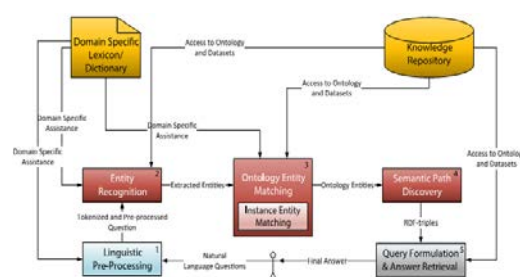 Domain Specific
Lexicon/
Dictionary
Access to Ontology
and Datasets
Knowledge
Repository
Access to Ontology
and Datasets
Domain Specific
Assistance
Domain Specific
Assistance
Domain Specific
Assistance
Access to Ontology
and Datasets
2
Entity
Recognition
Extracted Entities
3
Ontology Entity
Matching
Instance Entity
Matching
Ontology Entities
4
Semantic Path
Discovery
Tokenized and Pre-processed
Question
RDF-triples
1
Linguistic
Pre-Processing
Natural
Language Questions
Final Answer
5
Query Formulation
& Answer Retrieval